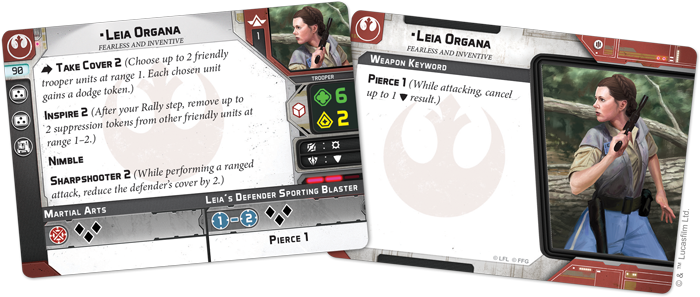 •Leia Organa
Fearless and Inventive
90
1
Take Cover 2 (Choose up to 2 friendly
trooper units at range 1. Each chosen unit
gains a dodge token.)
Inspire 2 (After your Rally step, remove up to
2 suppression tokens from other friendly units at
range 1–2.)
Nimble
Sharpshooter 2 (While performing a ranged
attack, reduce the defender's cover by 2.)
Trooper
6
2
: 
:
Martial Arts
Leia's Defender Sporting Blaster
1 - 2
Pierce 1
•Leia Organa
Fearless and Inventive
Weapon Keyword
Pierce 1 (While attacking, cancel
up to 1 result.)
© LFL © FFG
© & ™ Lucasfilm Ltd.